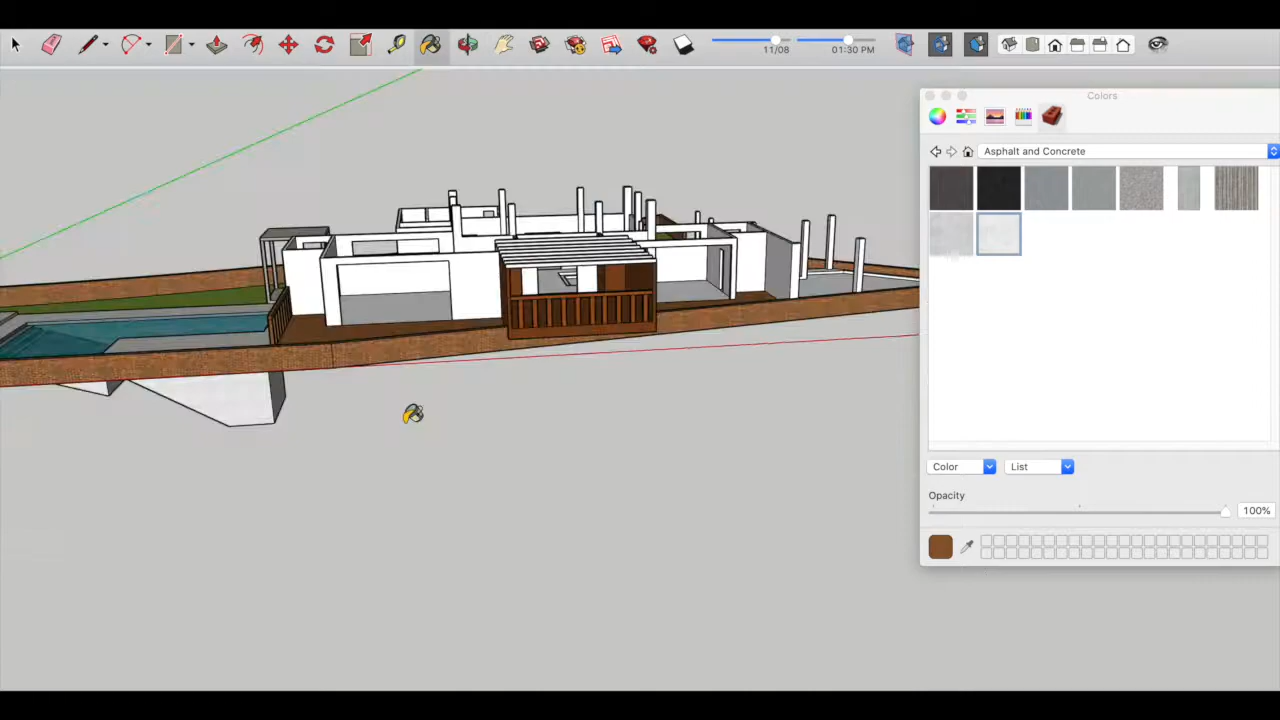 11/08
01:30 PM
Colors
Asphalt and Concrete
Color
List
Opacity
100%